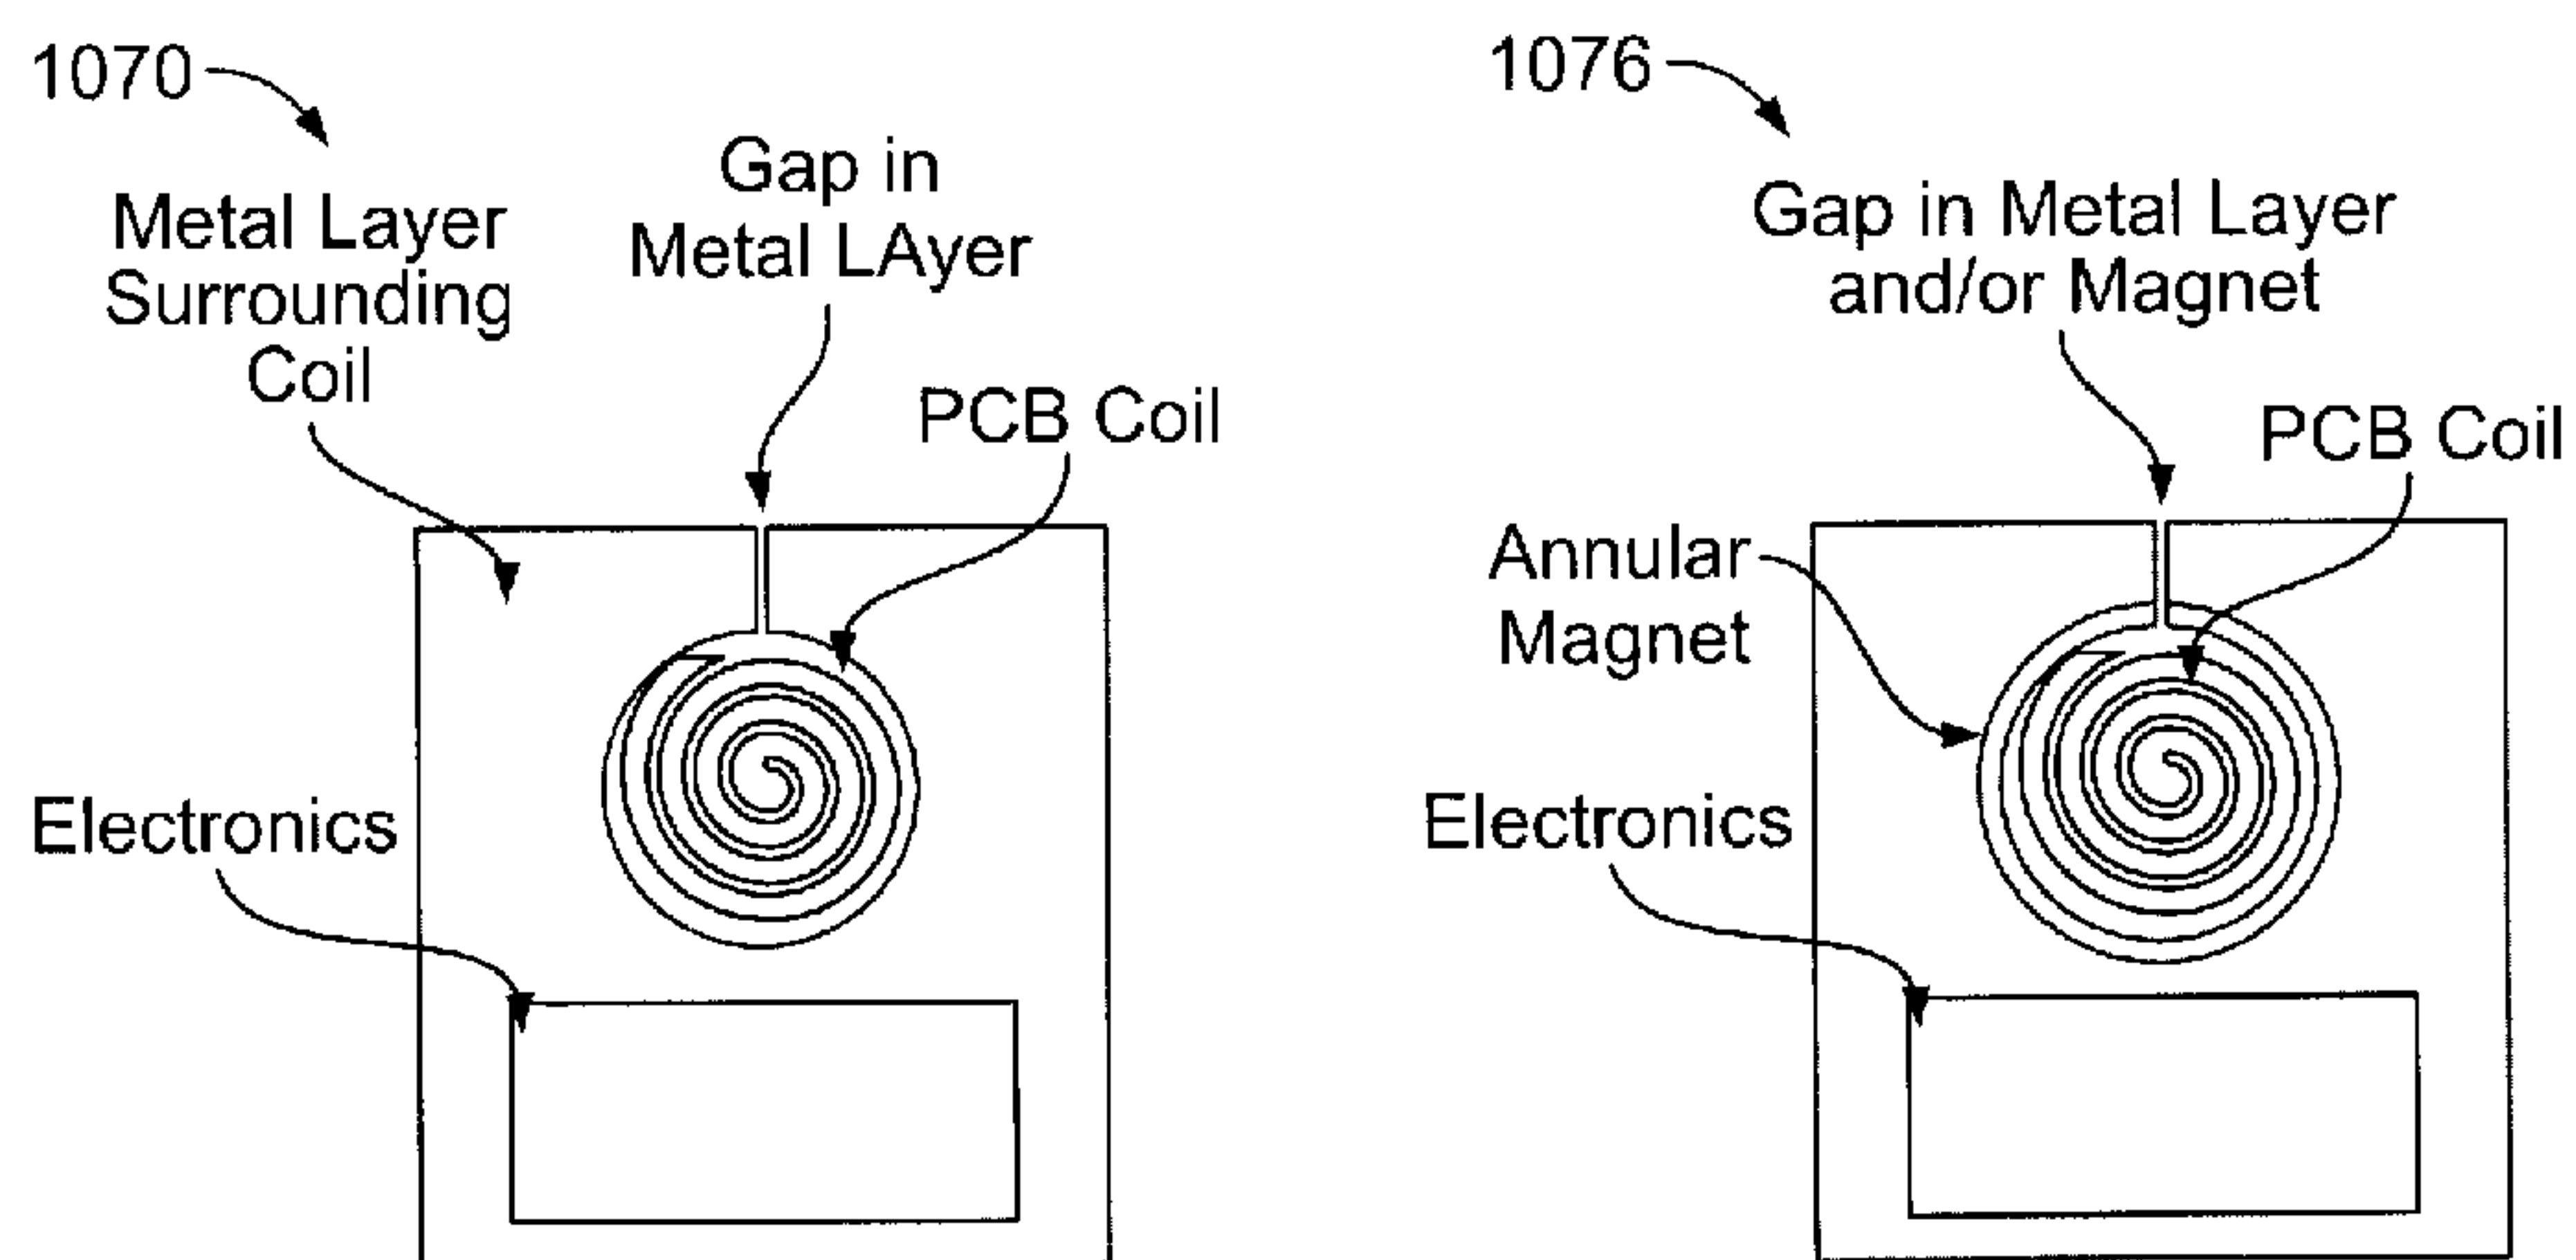 1070
Metal Layer
Surrounding
Coil
Gap in
Metal LAyer
PCB Coil
Electronics
1076
Gap in Metal Layer
and/or Magnet
PCB Coil
Annular
Magnet
Electronics